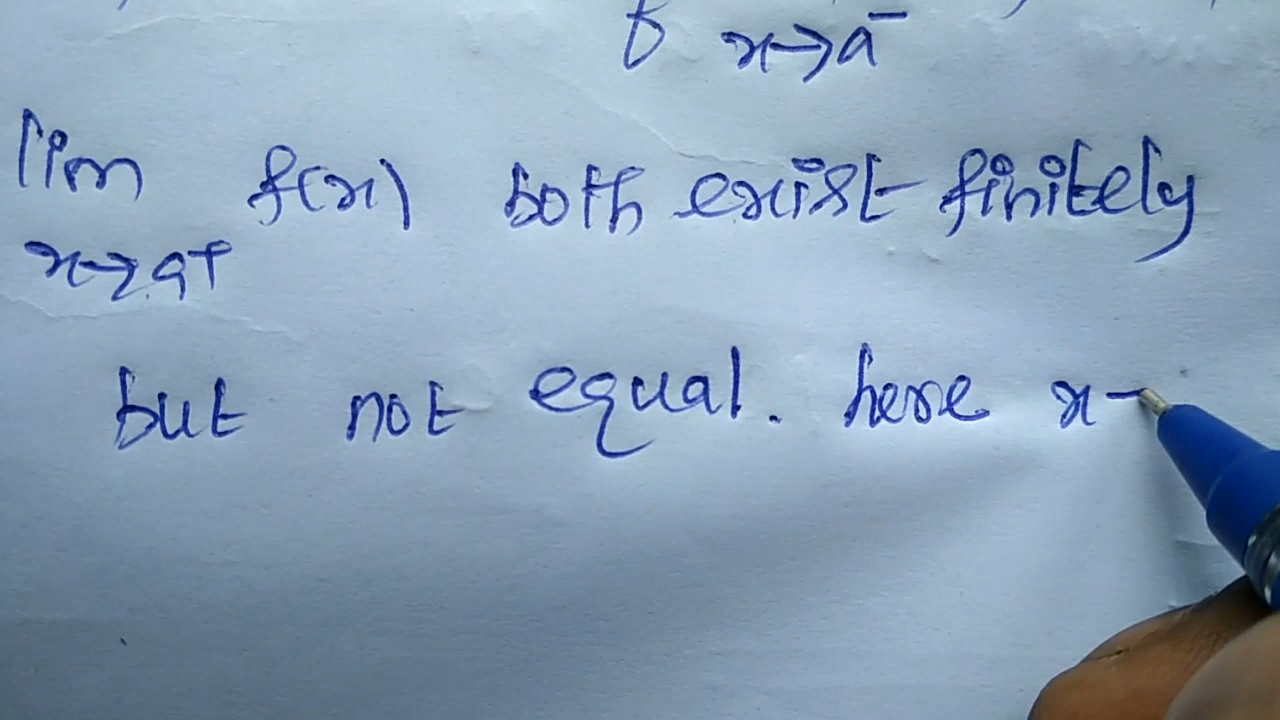 x→a⁻
lim f(x) both exist finitely
x→a⁺
but not equal. here x-